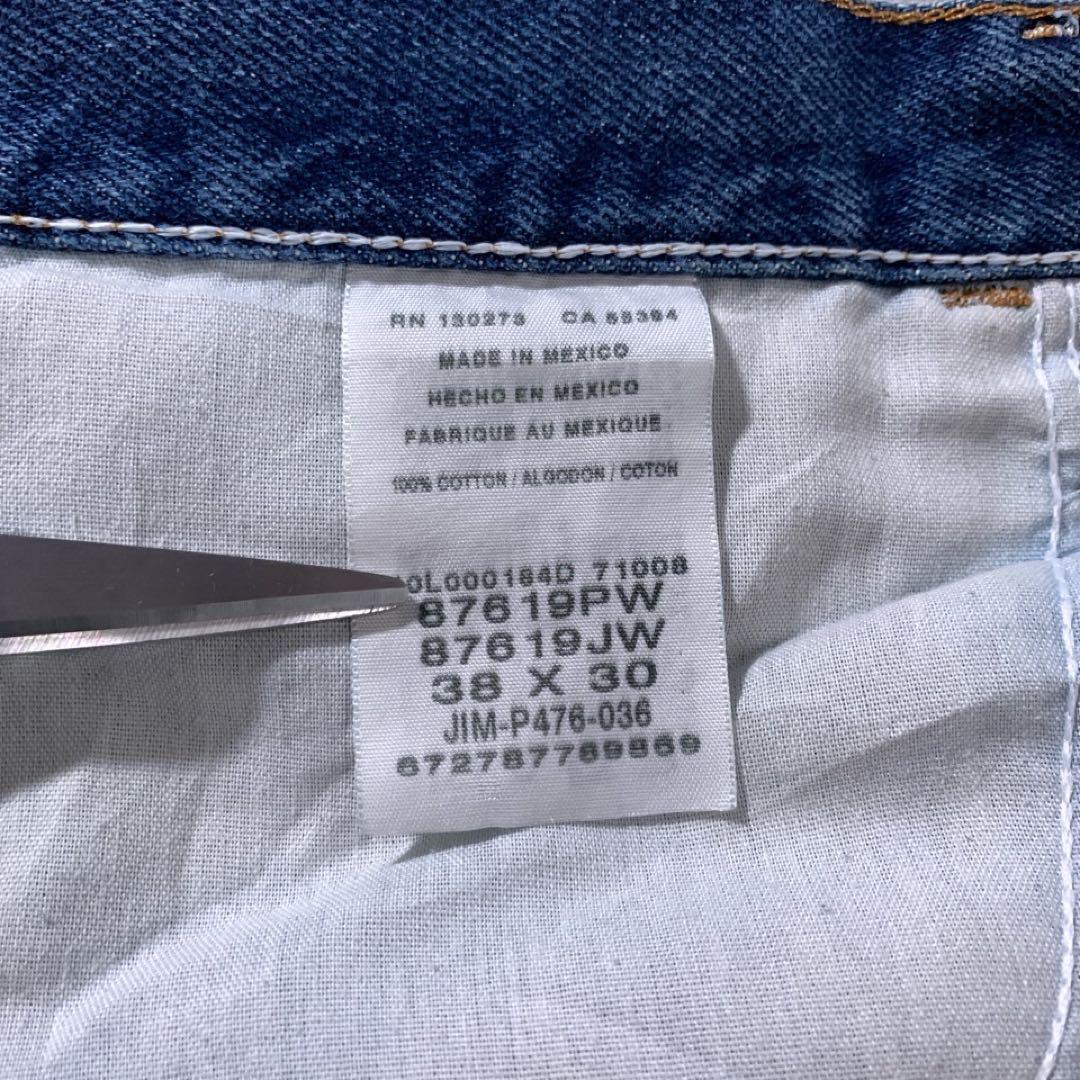 RN 130273 CA 55394
MADE IN MEXICO
HECHO EN MEXICO
FABRIQUE AU MEXIQUE
100% COTTON / ALGODON / COTON
0L000184D 71008
87619PW
87619JW
38 X 30
JIM-P476-036
672787769869